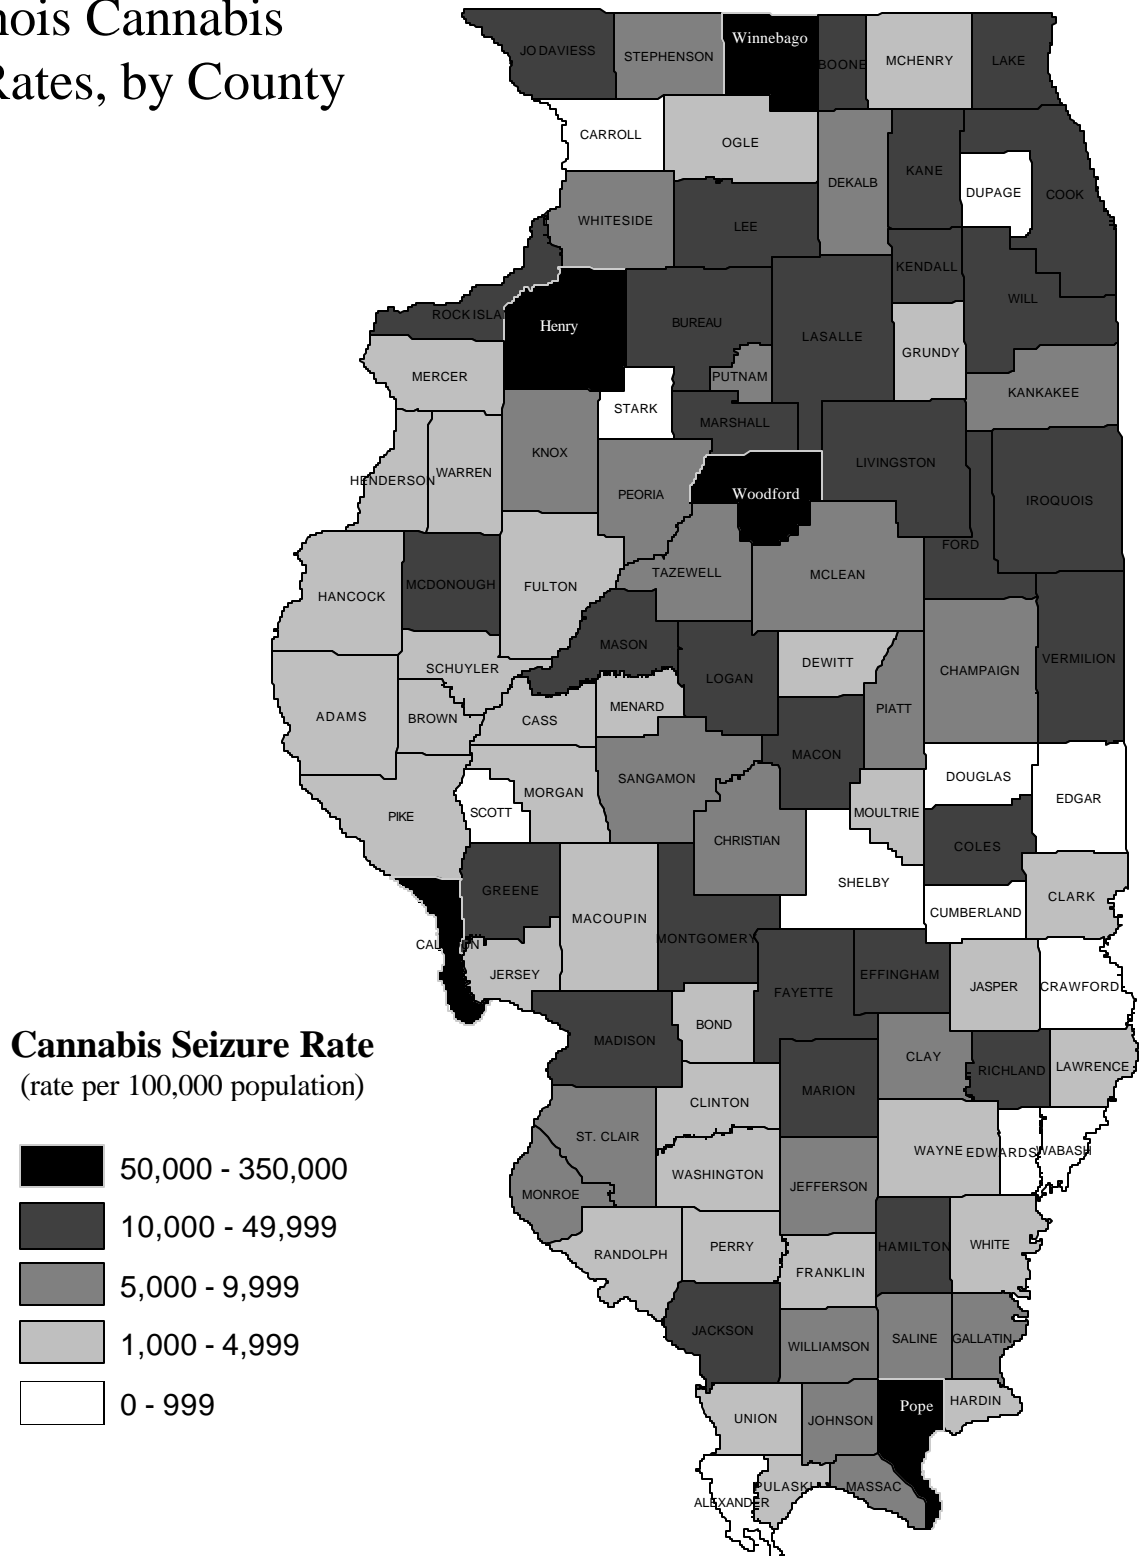 nois Cannabis
Rates, by County
JO DAVIESS
STEPHENSON
Winnebago
BOONE
MCHENRY
LAKE
CARROLL
OGLE
DEKALB
KANE
DUPAGE
COOK
WHITESIDE
LEE
KENDALL
WILL
ROCK ISLAN
Henry
BUREAU
LASALLE
GRUNDY
MERCER
PUTNAM
KANKAKEE
STARK
MARSHALL
HENDERSON
WARREN
KNOX
PEORIA
Woodford
LIVINGSTON
IROQUOIS
FORD
HANCOCK
MCDONOUGH
FULTON
TAZEWELL
MCLEAN
SCHUYLER
MASON
LOGAN
DEWITT
CHAMPAIGN
VERMILION
ADAMS
BROWN
CASS
MENARD
PIATT
MACON
SANGAMON
DOUGLAS
EDGAR
PIKE
SCOTT
MORGAN
CHRISTIAN
MOULTRIE
COLES
GREENE
MACOUPIN
SHELBY
CUMBERLAND
CLARK
MONTGOMERY
JERSEY
FAYETTE
EFFINGHAM
JASPER
CRAWFORD
MADISON
BOND
CLAY
RICHLAND
LAWRENCE
MARION
CLINTON
ST. CLAIR
WASHINGTON
WAYNE
EDWARDS
WABASH
MONROE
JEFFERSON
RANDOLPH
PERRY
FRANKLIN
HAMILTON
WHITE
JACKSON
WILLIAMSON
SALINE
GALLATIN
UNION
JOHNSON
Pope
HARDIN
ALEXANDER
PULASKI
MASSAC
Cannabis Seizure Rate
(rate per 100,000 population)
50,000 - 350,000
10,000 - 49,999
5,000 - 9,999
1,000 - 4,999
0 - 999